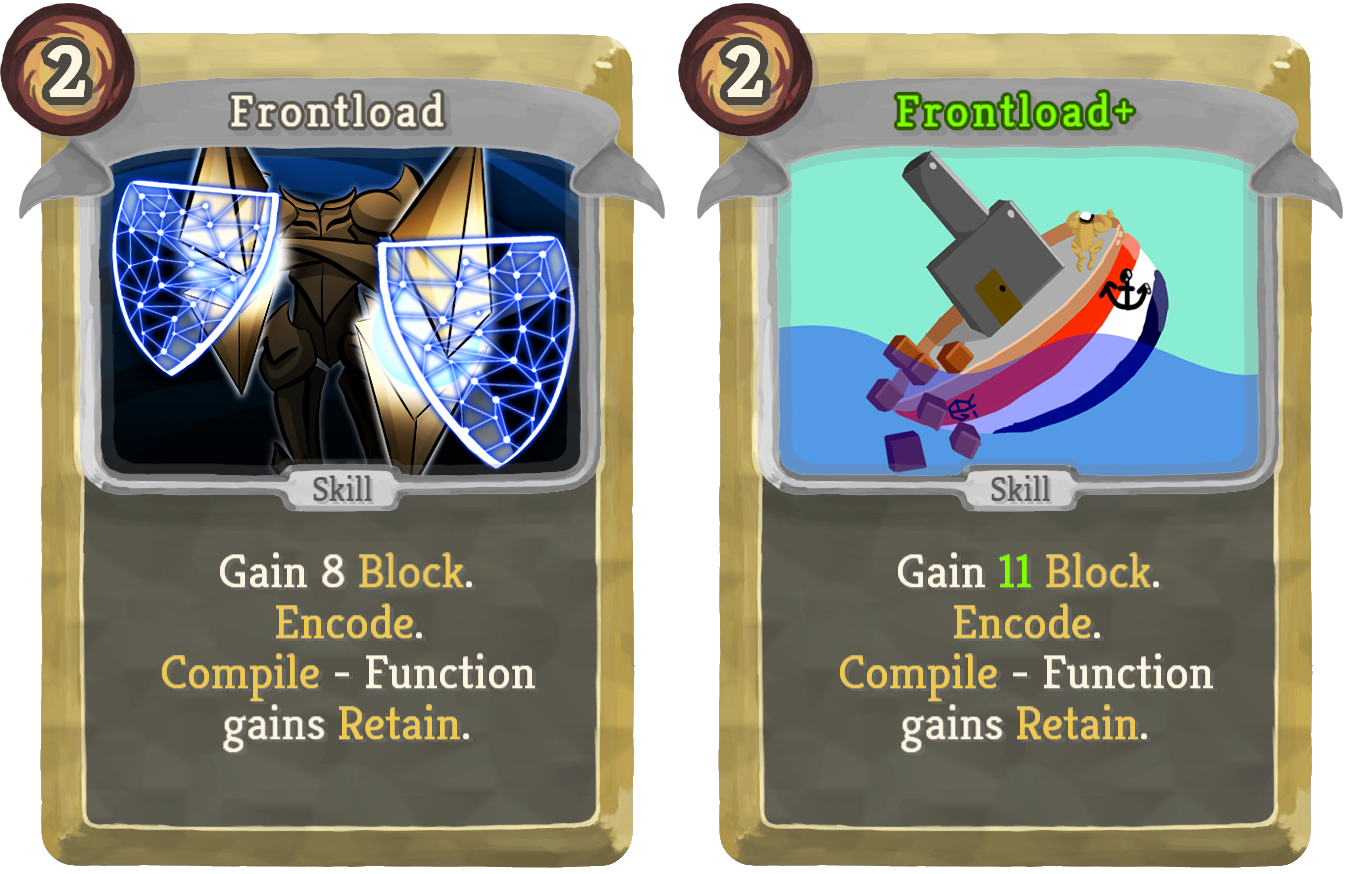 2
Frontload
Skill
Gain 8 Block.
Encode.
Compile - Function
gains Retain.
2
Frontload+
Skill
Gain 11 Block.
Encode.
Compile - Function
gains Retain.